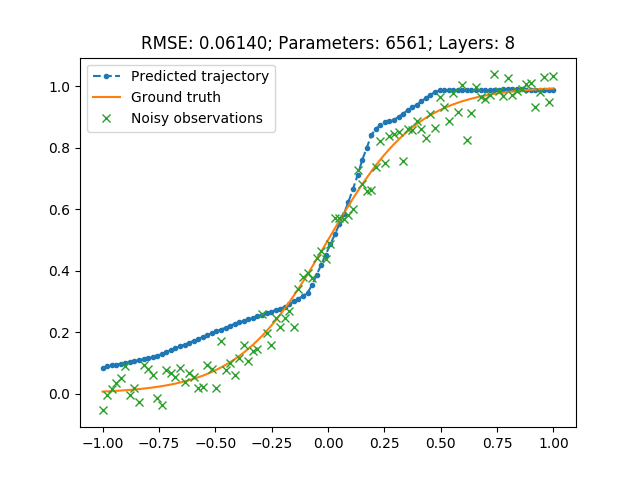 RMSE: 0.06140; Parameters: 6561; Layers: 8
Predicted trajectory
Ground truth
Noisy observations
1.0
0.8
0.6
0.4
0.2
0.0
−1.00 −0.75 −0.50 −0.25 0.00 0.25 0.50 0.75 1.00